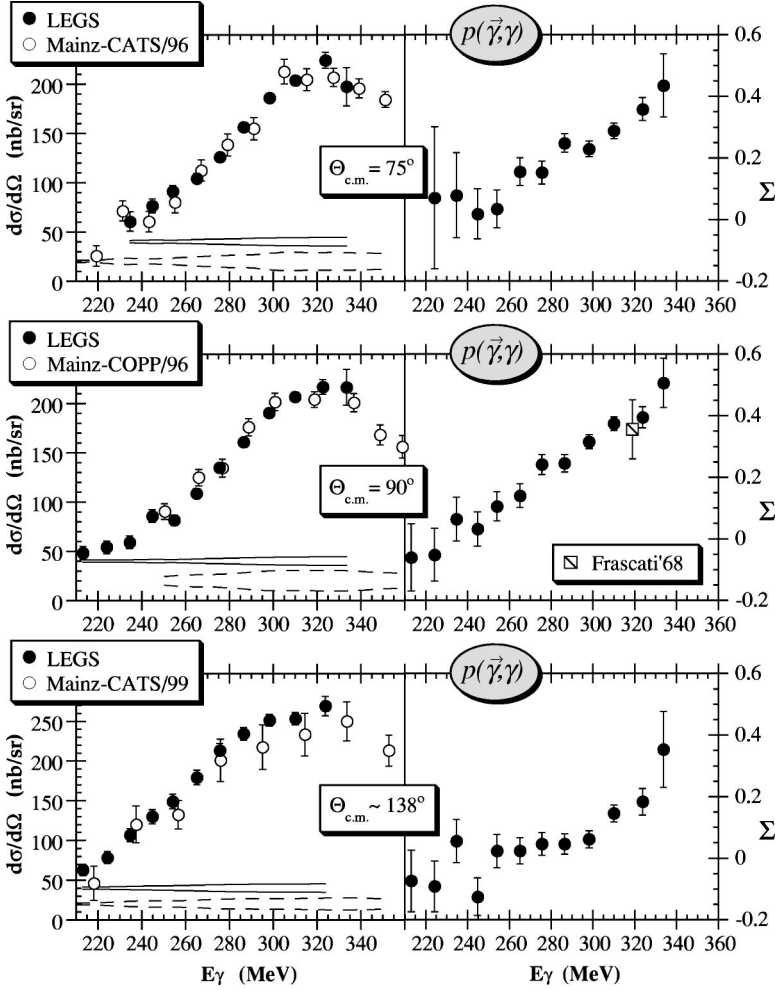 LEGS
Mainz-CATS/96
p(γ⃗,γ)
0.6
200
0.4
150
Θc.m. = 75°
0.2
100
Σ
0
50
0
-0.2
220 240 260 280 300 320 340
220 240 260 280 300 320 340 360
dσ/dΩ (nb/sr)
LEGS
Mainz-COPP/96
p(γ⃗,γ)
0.6
200
0.4
150
Θc.m. = 90°
0.2
100
Σ
0
50
Frascati'68
0
-0.2
220 240 260 280 300 320 340
220 240 260 280 300 320 340 360
dσ/dΩ (nb/sr)
LEGS
Mainz-CATS/99
p(γ⃗,γ)
0.6
250
0.4
200
150
Θc.m. ~ 138°
0.2
100
Σ
0
50
0
-0.2
220 240 260 280 300 320 340
220 240 260 280 300 320 340 360
dσ/dΩ (nb/sr)
Eγ (MeV)
Eγ (MeV)